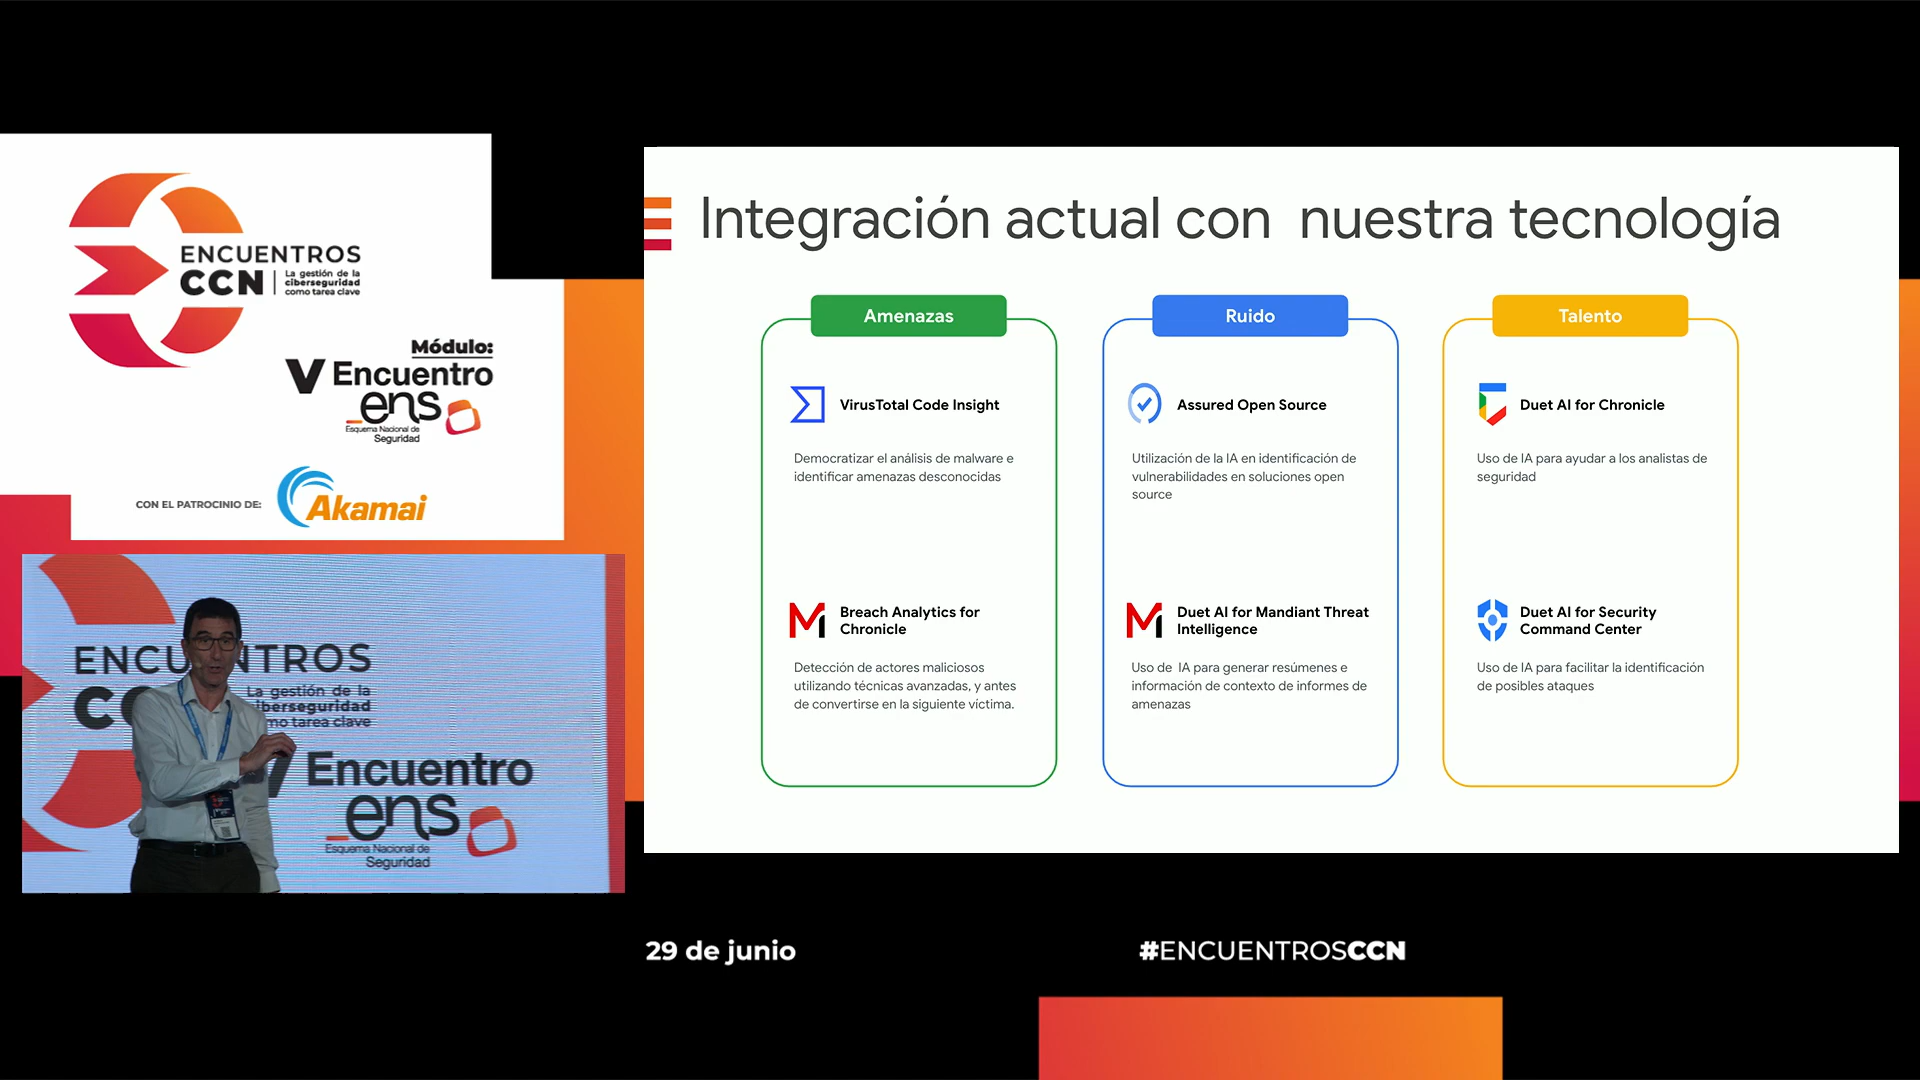 ENCUENTROS
CCN
La gestión de la
ciberseguridad
como tarea clave
Módulo:
V Encuentro
ens
Esquema Nacional de
Seguridad
CON EL PATROCINIO DE:
Akamai
ENCUENTROS
CC
La gestión de la
iberseguridad
mo tarea clave
V Encuentro
ens
Esquema Nacional de
Seguridad
Integración actual con  nuestra tecnología
Amenazas
VirusTotal Code Insight
Democratizar el análisis de malware e
identificar amenazas desconocidas
Breach Analytics for
Chronicle
Detección de actores maliciosos
utilizando técnicas avanzadas, y antes
de convertirse en la siguiente víctima.
Ruido
Assured Open Source
Utilización de la IA en identificación de
vulnerabilidades en soluciones open
source
Duet AI for Mandiant Threat
Intelligence
Uso de  IA para generar resúmenes e
información de contexto de informes de
amenazas
Talento
Duet AI for Chronicle
Uso de IA para ayudar a los analistas de
seguridad
Duet AI for Security
Command Center
Uso de IA para facilitar la identificación
de posibles ataques
29 de junio
#ENCUENTROSCCN